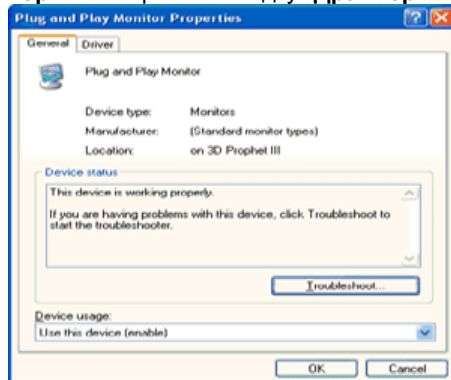 Plug and Play Monitor Properties
General Driver
Plug and Play Monitor
Device type: Monitors
Manufacturer: (Standard monitor types)
Location: on 3D Prophet III
Device status
This device is working properly.
If you are having problems with this device, click Troubleshoot to
start the troubleshooter.
Troubleshoot...
Device usage:
Use this device (enable)
OK Cancel